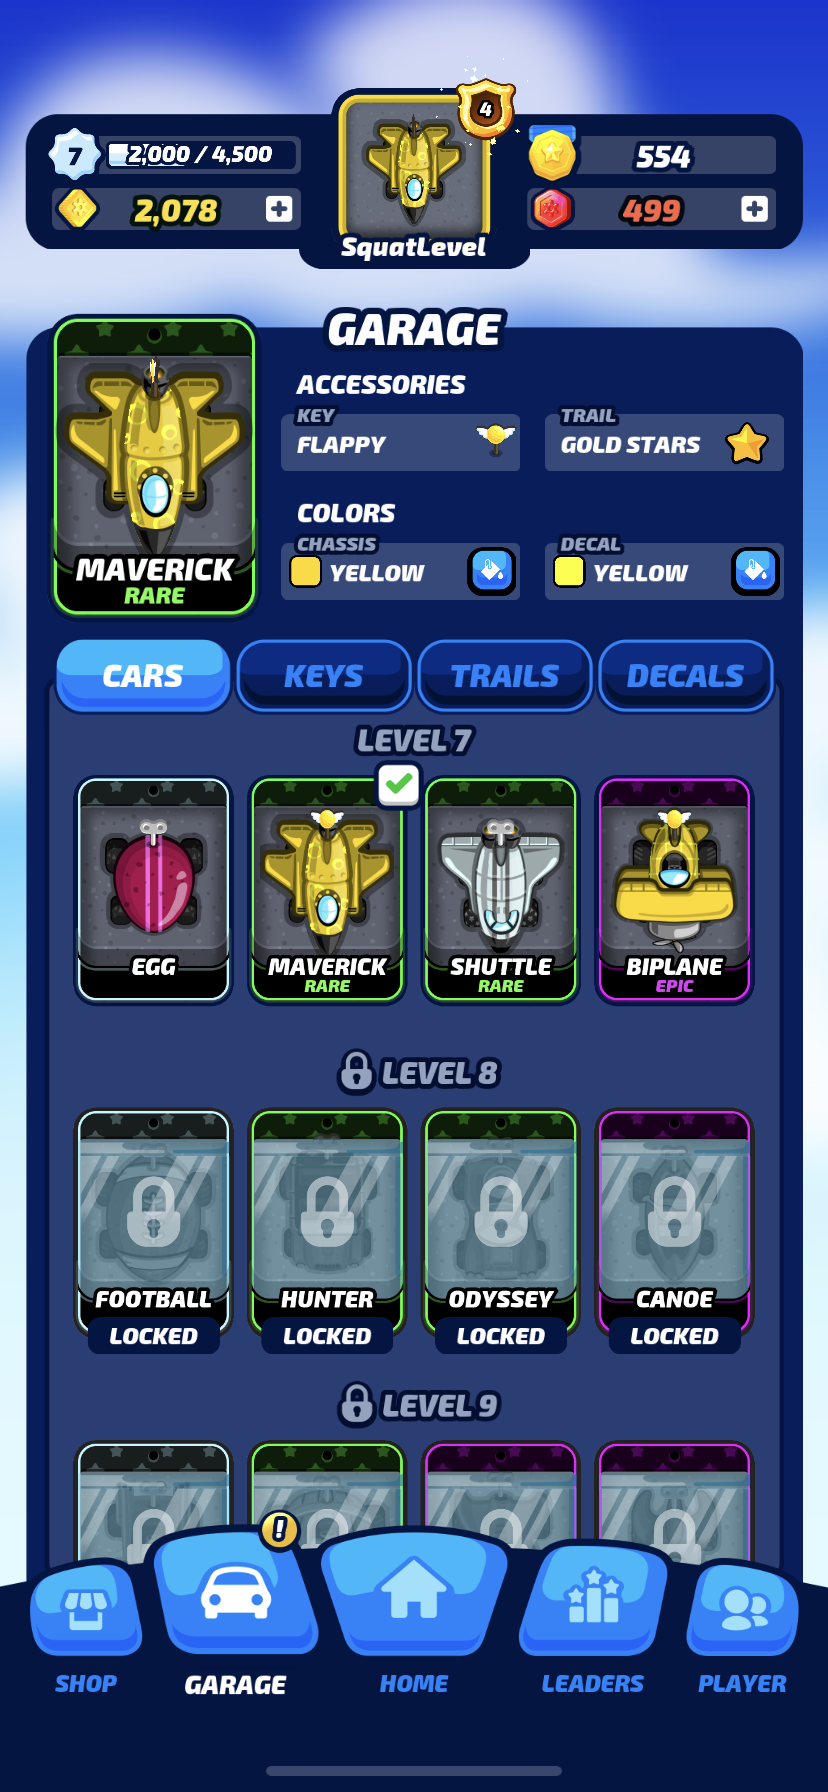 4
7
2,000 / 4,500
554
2,078
499
SquatLevel
GARAGE
ACCESSORIES
KEY
TRAIL
FLAPPY
GOLD STARS
COLORS
CHASSIS
DECAL
YELLOW
YELLOW
MAVERICK
RARE
CARS
KEYS
TRAILS
DECALS
LEVEL 7
EGG
MAVERICK
RARE
SHUTTLE
RARE
BIPLANE
EPIC
LEVEL 8
FOOTBALL
LOCKED
HUNTER
LOCKED
ODYSSEY
LOCKED
CANOE
LOCKED
LEVEL 9
!
SHOP
GARAGE
HOME
LEADERS
PLAYER